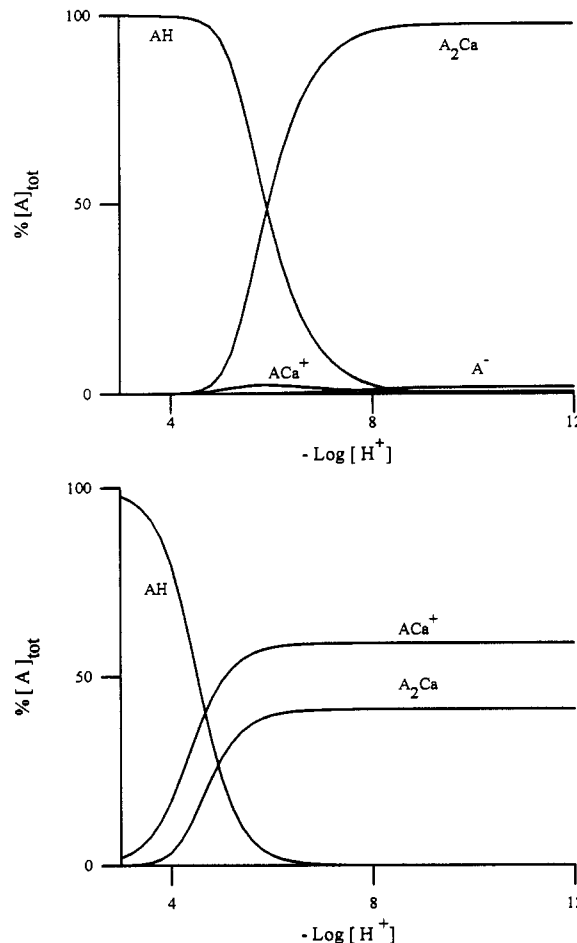 100
AH
A₂Ca
% [A]tot
50
ACa⁺
A⁻
0
4
8
12
- Log [ H⁺ ]
100
AH
ACa⁺
% [ A ]tot
50
A₂Ca
0
4
8
12
- Log [ H⁺ ]